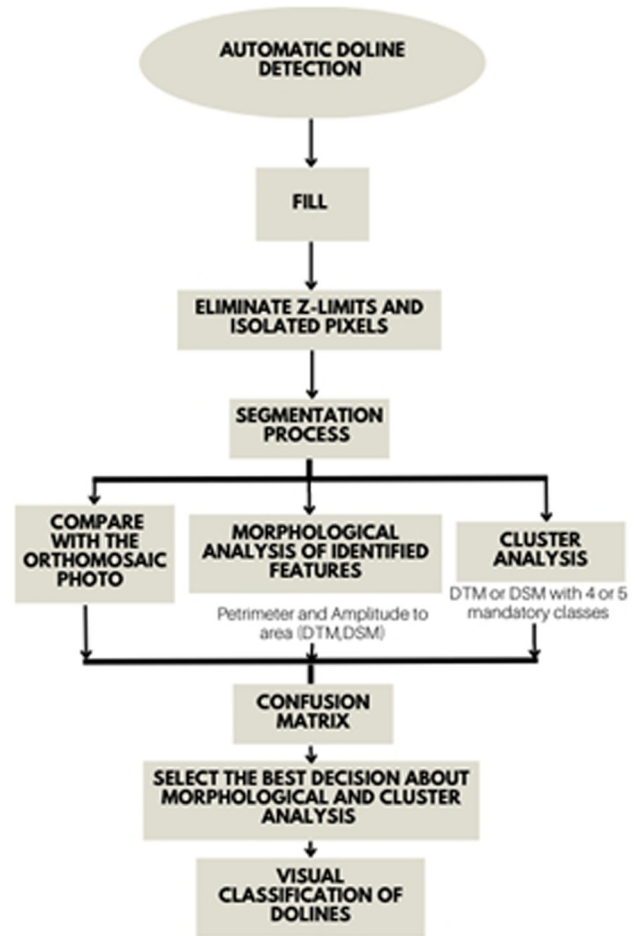 AUTOMATIC DOLINE
DETECTION
FILL
ELIMINATE Z-LIMITS AND
ISOLATED PIXELS
SEGMENTATION
PROCESS
COMPARE
WITH THE
ORTHOMOSAIC
PHOTO
MORPHOLOGICAL
ANALYSIS OF IDENTIFIED
FEATURES
Petrimeter and Amplitude to
area (DTM,DSM)
CLUSTER
ANALYSIS
DTM or DSM with 4 or 5
mandatory classes
CONFUSION
MATRIX
SELECT THE BEST DECISION ABOUT
MORPHOLOGICAL AND CLUSTER
ANALYSIS
VISUAL
CLASSIFICATION OF
DOLINES